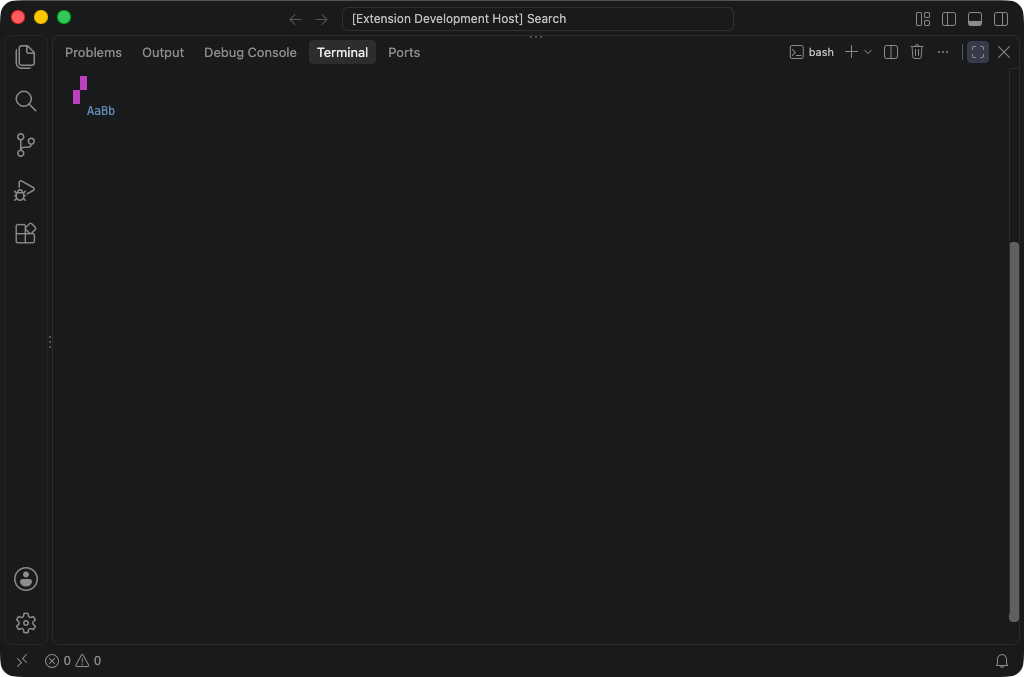 [Extension Development Host] Search
Problems Output Debug Console Terminal Ports bash
AaBb
0 0